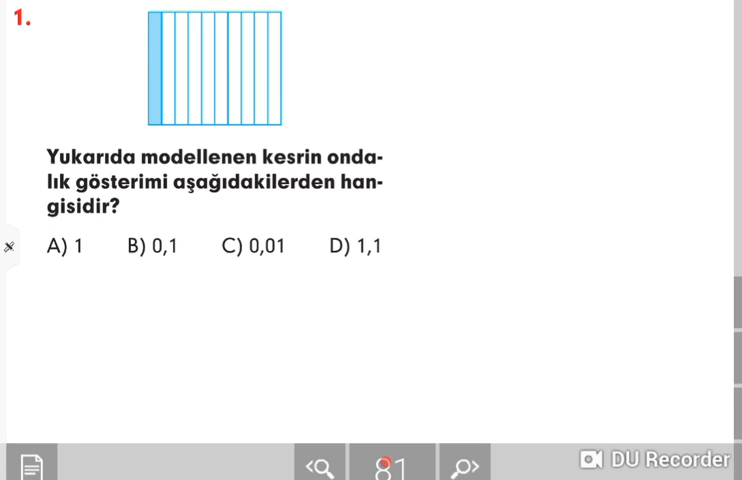 1.
Yukarıda modellenen kesrin onda-
lık gösterimi aşağıdakilerden han-
gisidir?
A) 1 B) 0,1 C) 0,01 D) 1,1
81
DU Recorder